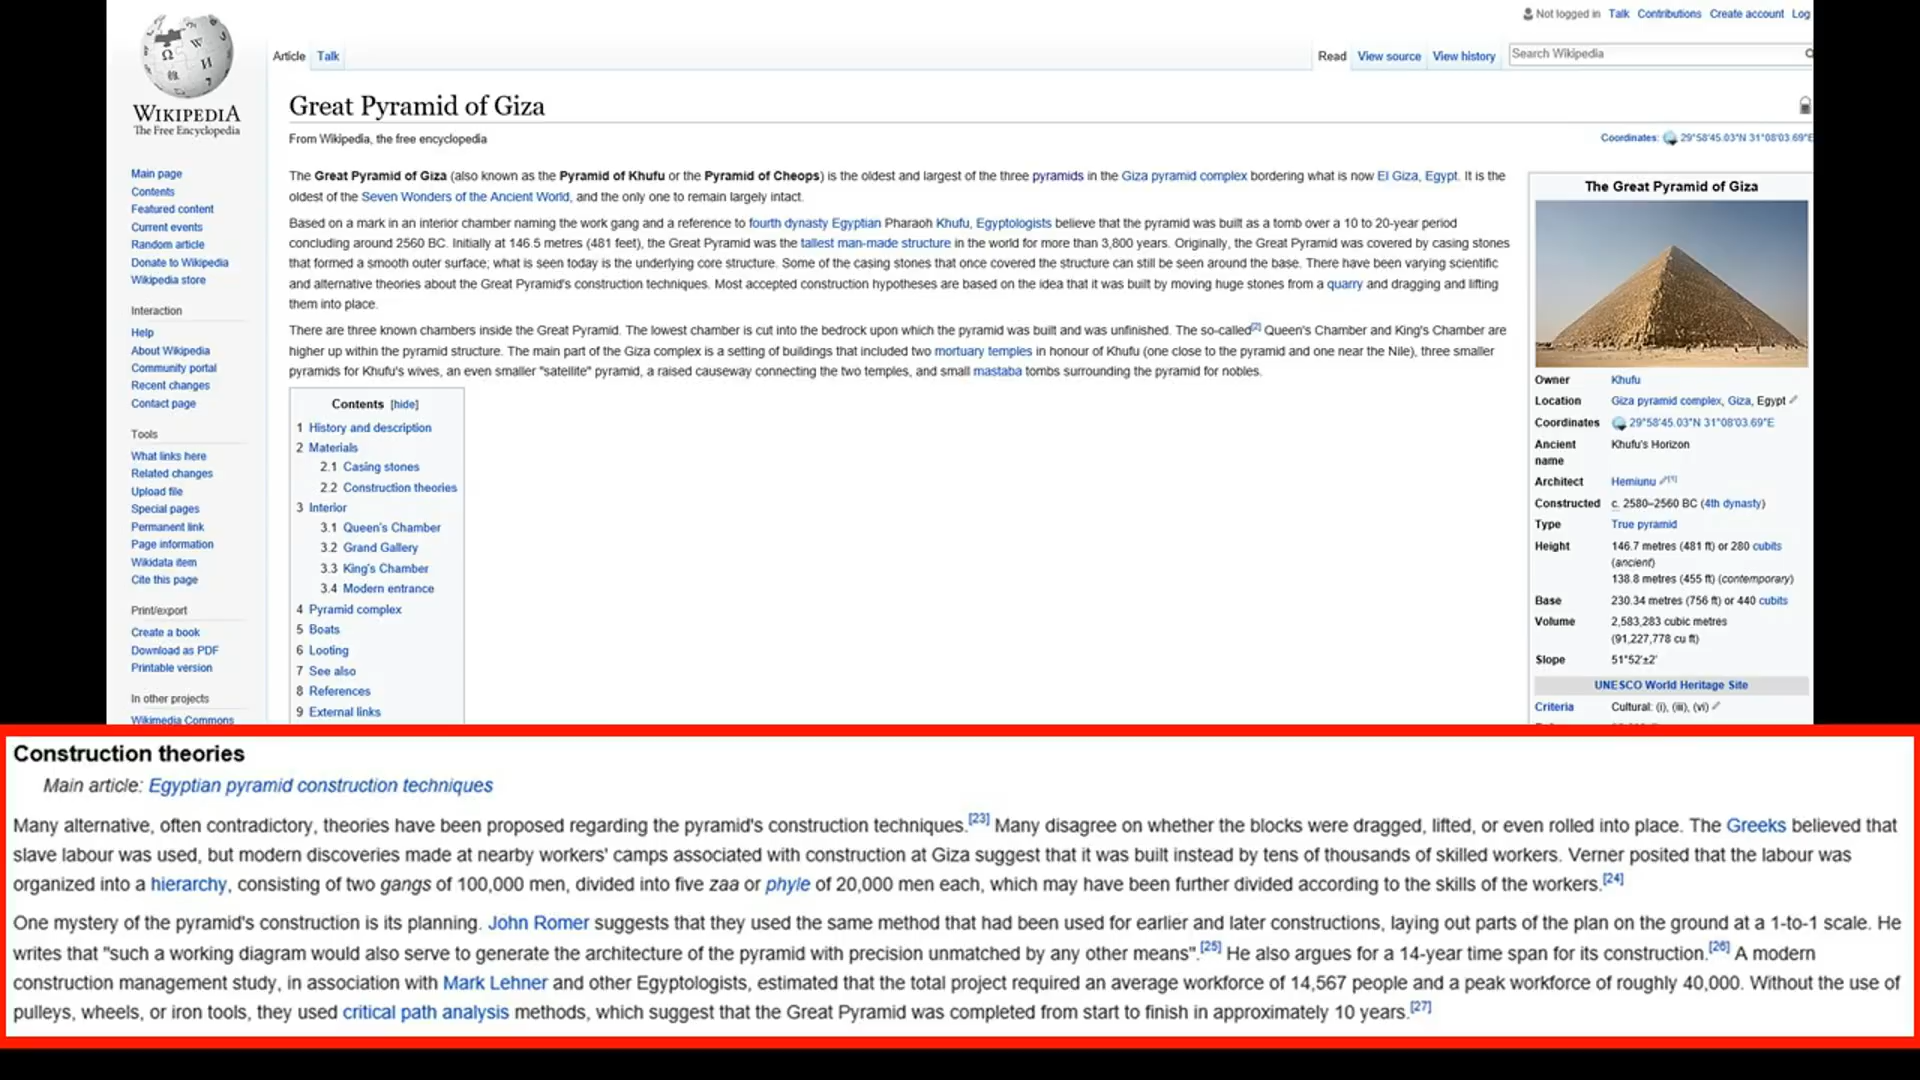 Not logged in Talk Contributions Create account Log
Article Talk Read View source View history Search Wikipedia
WIKIPEDIA
The Free Encyclopedia
Main page
Contents
Featured content
Current events
Random article
Donate to Wikipedia
Wikipedia store
Interaction
Help
About Wikipedia
Community portal
Recent changes
Contact page
Tools
What links here
Related changes
Upload file
Special pages
Permanent link
Page information
Wikidata item
Cite this page
Print/export
Create a book
Download as PDF
Printable version
In other projects
Wikimedia Commons
Great Pyramid of Giza
From Wikipedia, the free encyclopedia
Coordinates: 29°58′45.03″N 31°08′03.69″E
The Great Pyramid of Giza (also known as the Pyramid of Khufu or the Pyramid of Cheops) is the oldest and largest of the three pyramids in the Giza pyramid complex bordering what is now El Giza, Egypt. It is the
oldest of the Seven Wonders of the Ancient World, and the only one to remain largely intact.
Based on a mark in an interior chamber naming the work gang and a reference to fourth dynasty Egyptian Pharaoh Khufu, Egyptologists believe that the pyramid was built as a tomb over a 10 to 20-year period
concluding around 2560 BC. Initially at 146.5 metres (481 feet), the Great Pyramid was the tallest man-made structure in the world for more than 3,800 years. Originally, the Great Pyramid was covered by casing stones
that formed a smooth outer surface; what is seen today is the underlying core structure. Some of the casing stones that once covered the structure can still be seen around the base. There have been varying scientific
and alternative theories about the Great Pyramid's construction techniques. Most accepted construction hypotheses are based on the idea that it was built by moving huge stones from a quarry and dragging and lifting
them into place.
There are three known chambers inside the Great Pyramid. The lowest chamber is cut into the bedrock upon which the pyramid was built and was unfinished. The so-called[2] Queen's Chamber and King's Chamber are
higher up within the pyramid structure. The main part of the Giza complex is a setting of buildings that included two mortuary temples in honour of Khufu (one close to the pyramid and one near the Nile), three smaller
pyramids for Khufu's wives, an even smaller "satellite" pyramid, a raised causeway connecting the two temples, and small mastaba tombs surrounding the pyramid for nobles.
Contents [hide]
1 History and description
2 Materials
2.1 Casing stones
2.2 Construction theories
3 Interior
3.1 Queen's Chamber
3.2 Grand Gallery
3.3 King's Chamber
3.4 Modern entrance
4 Pyramid complex
5 Boats
6 Looting
7 See also
8 References
9 External links
The Great Pyramid of Giza
Owner Khufu
Location Giza pyramid complex, Giza, Egypt
Coordinates 29°58′45.03″N 31°08′03.69″E
Ancient name Khufu's Horizon
Architect Hemiunu [1]
Constructed c. 2580–2560 BC (4th dynasty)
Type True pyramid
Height 146.7 metres (481 ft) or 280 cubits
(ancient)
138.8 metres (455 ft) (contemporary)
Base 230.34 metres (756 ft) or 440 cubits
Volume 2,583,283 cubic metres
(91,227,778 cu ft)
Slope 51°52'±2'
UNESCO World Heritage Site
Criteria Cultural: (i), (iii), (vi)
Construction theories
Main article: Egyptian pyramid construction techniques
Many alternative, often contradictory, theories have been proposed regarding the pyramid's construction techniques.[23] Many disagree on whether the blocks were dragged, lifted, or even rolled into place. The Greeks believed that
slave labour was used, but modern discoveries made at nearby workers' camps associated with construction at Giza suggest that it was built instead by tens of thousands of skilled workers. Verner posited that the labour was
organized into a hierarchy, consisting of two gangs of 100,000 men, divided into five zaa or phyle of 20,000 men each, which may have been further divided according to the skills of the workers.[24]
One mystery of the pyramid's construction is its planning. John Romer suggests that they used the same method that had been used for earlier and later constructions, laying out parts of the plan on the ground at a 1-to-1 scale. He
writes that "such a working diagram would also serve to generate the architecture of the pyramid with precision unmatched by any other means".[25] He also argues for a 14-year time span for its construction.[26] A modern
construction management study, in association with Mark Lehner and other Egyptologists, estimated that the total project required an average workforce of 14,567 people and a peak workforce of roughly 40,000. Without the use of
pulleys, wheels, or iron tools, they used critical path analysis methods, which suggest that the Great Pyramid was completed from start to finish in approximately 10 years.[27]